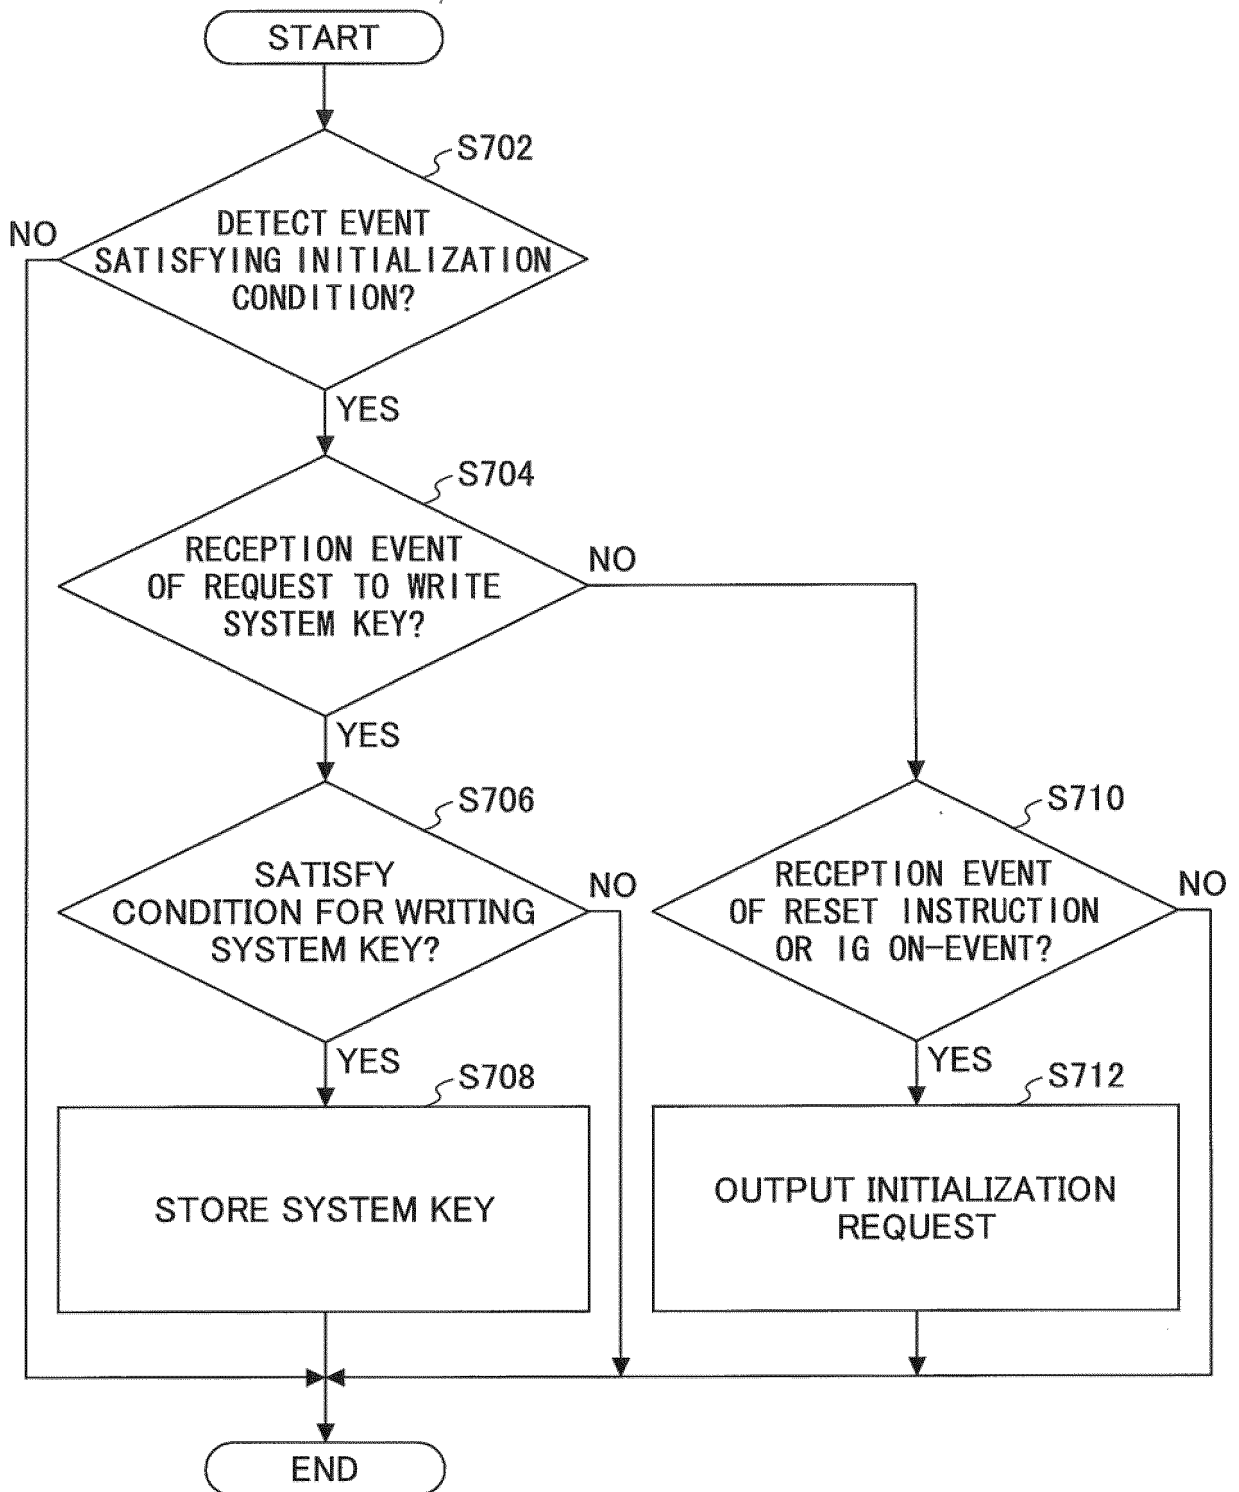 START
S702
NO
DETECT EVENT
SATISFYING INITIALIZATION
CONDITION?
YES
S704
RECEPTION EVENT
OF REQUEST TO WRITE
SYSTEM KEY?
NO
YES
S706
SATISFY
CONDITION FOR WRITING
SYSTEM KEY?
NO
S710
RECEPTION EVENT
OF RESET INSTRUCTION
OR IG ON-EVENT?
NO
YES
S708
STORE SYSTEM KEY
YES
S712
OUTPUT INITIALIZATION
REQUEST
END